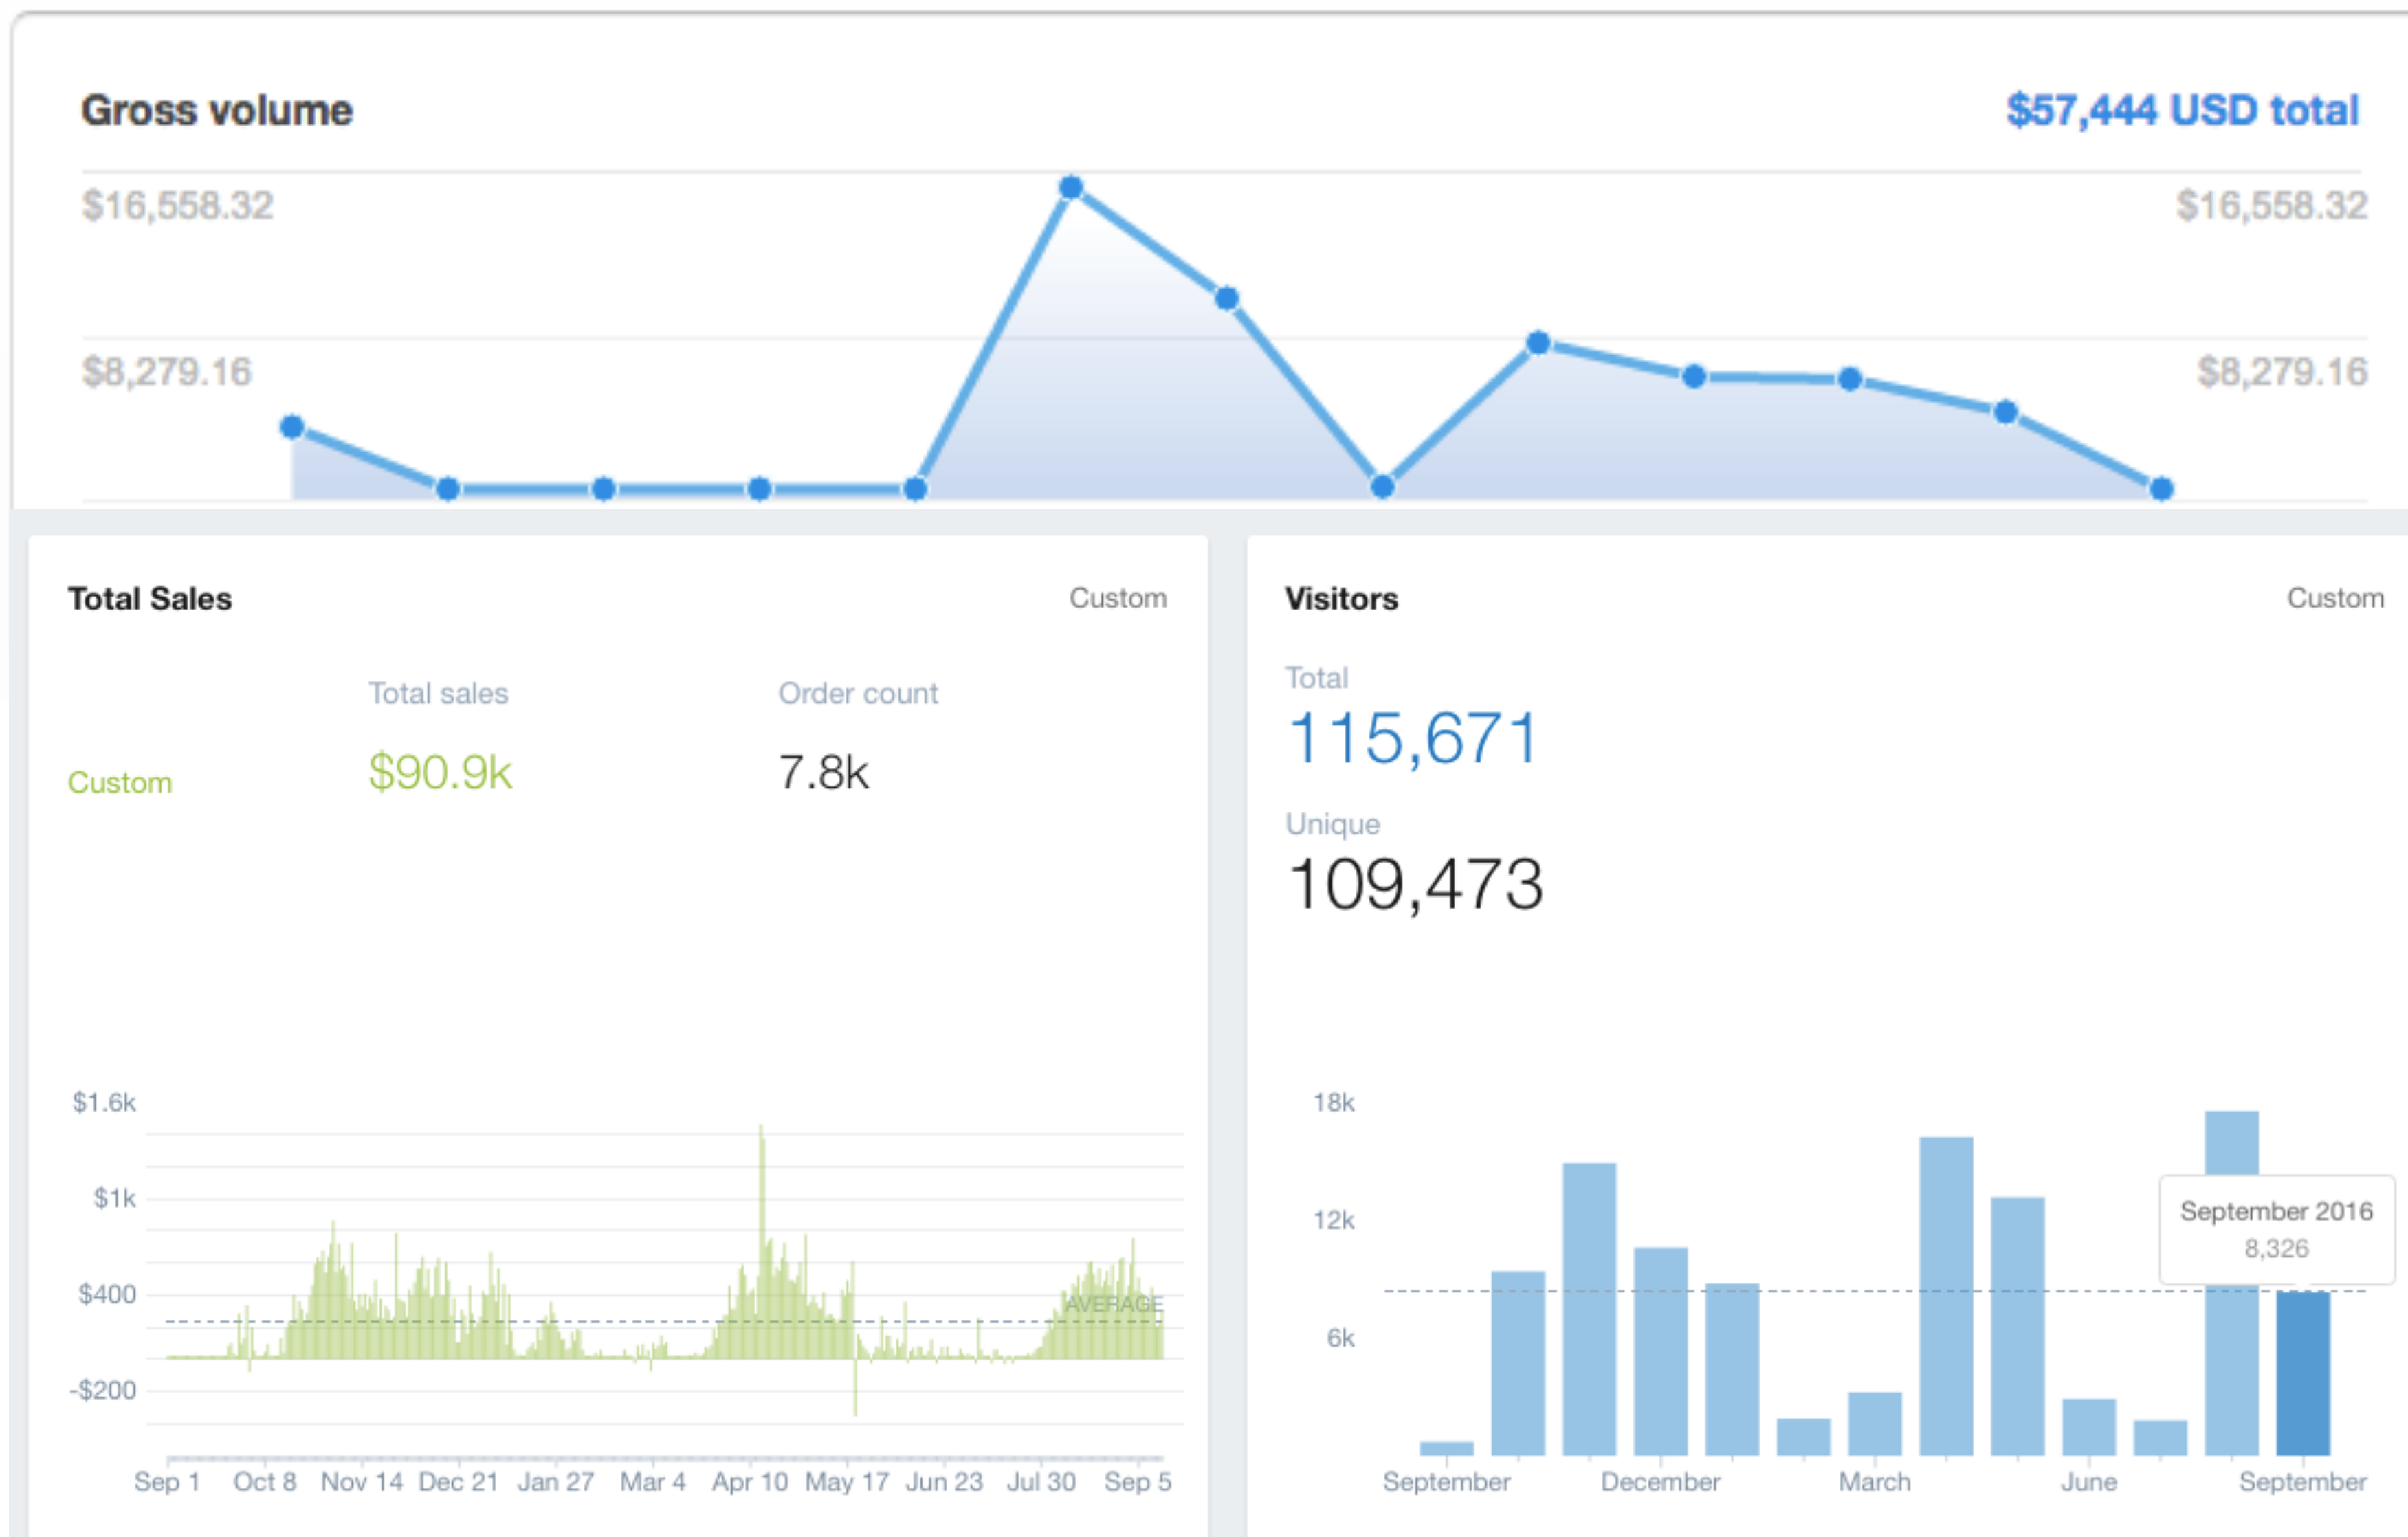 Gross volume $57,444 USD total
$16,558.32 $16,558.32
$8,279.16 $8,279.16
Total Sales Custom
Total sales Order count
Custom $90.9k 7.8k
$1.6k
$1k
$400
AVERAGE
-$200
Sep 1 Oct 8 Nov 14 Dec 21 Jan 27 Mar 4 Apr 10 May 17 Jun 23 Jul 30 Sep 5
Visitors Custom
Total
115,671
Unique
109,473
18k
12k
September 2016
8,326
6k
September December March June September